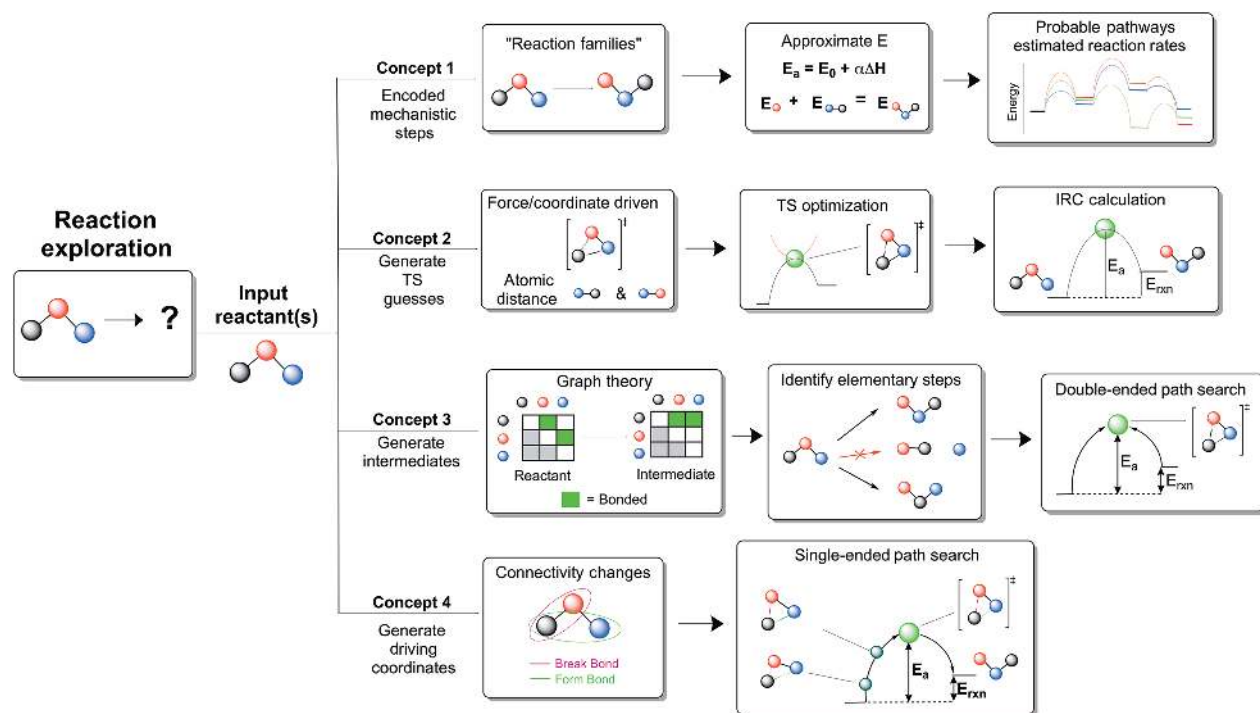 Reaction
exploration
?
Input
reactant(s)
Concept 1
Encoded
mechanistic
steps
"Reaction families"
Approximate E
Eₐ = E₀ + αΔH
E + E = E
Probable pathways
estimated reaction rates
Energy
Concept 2
Generate
TS
guesses
Force/coordinate driven
Atomic
distance
&
TS optimization
‡
IRC calculation
Eₐ
Erxn
Concept 3
Generate
intermediates
Graph theory
Reactant
Intermediate
= Bonded
Identify elementary steps
Double-ended path search
‡
Eₐ
Erxn
Concept 4
Generate
driving
coordinates
Connectivity changes
Break Bond
Form Bond
Single-ended path search
‡
Eₐ
Erxn